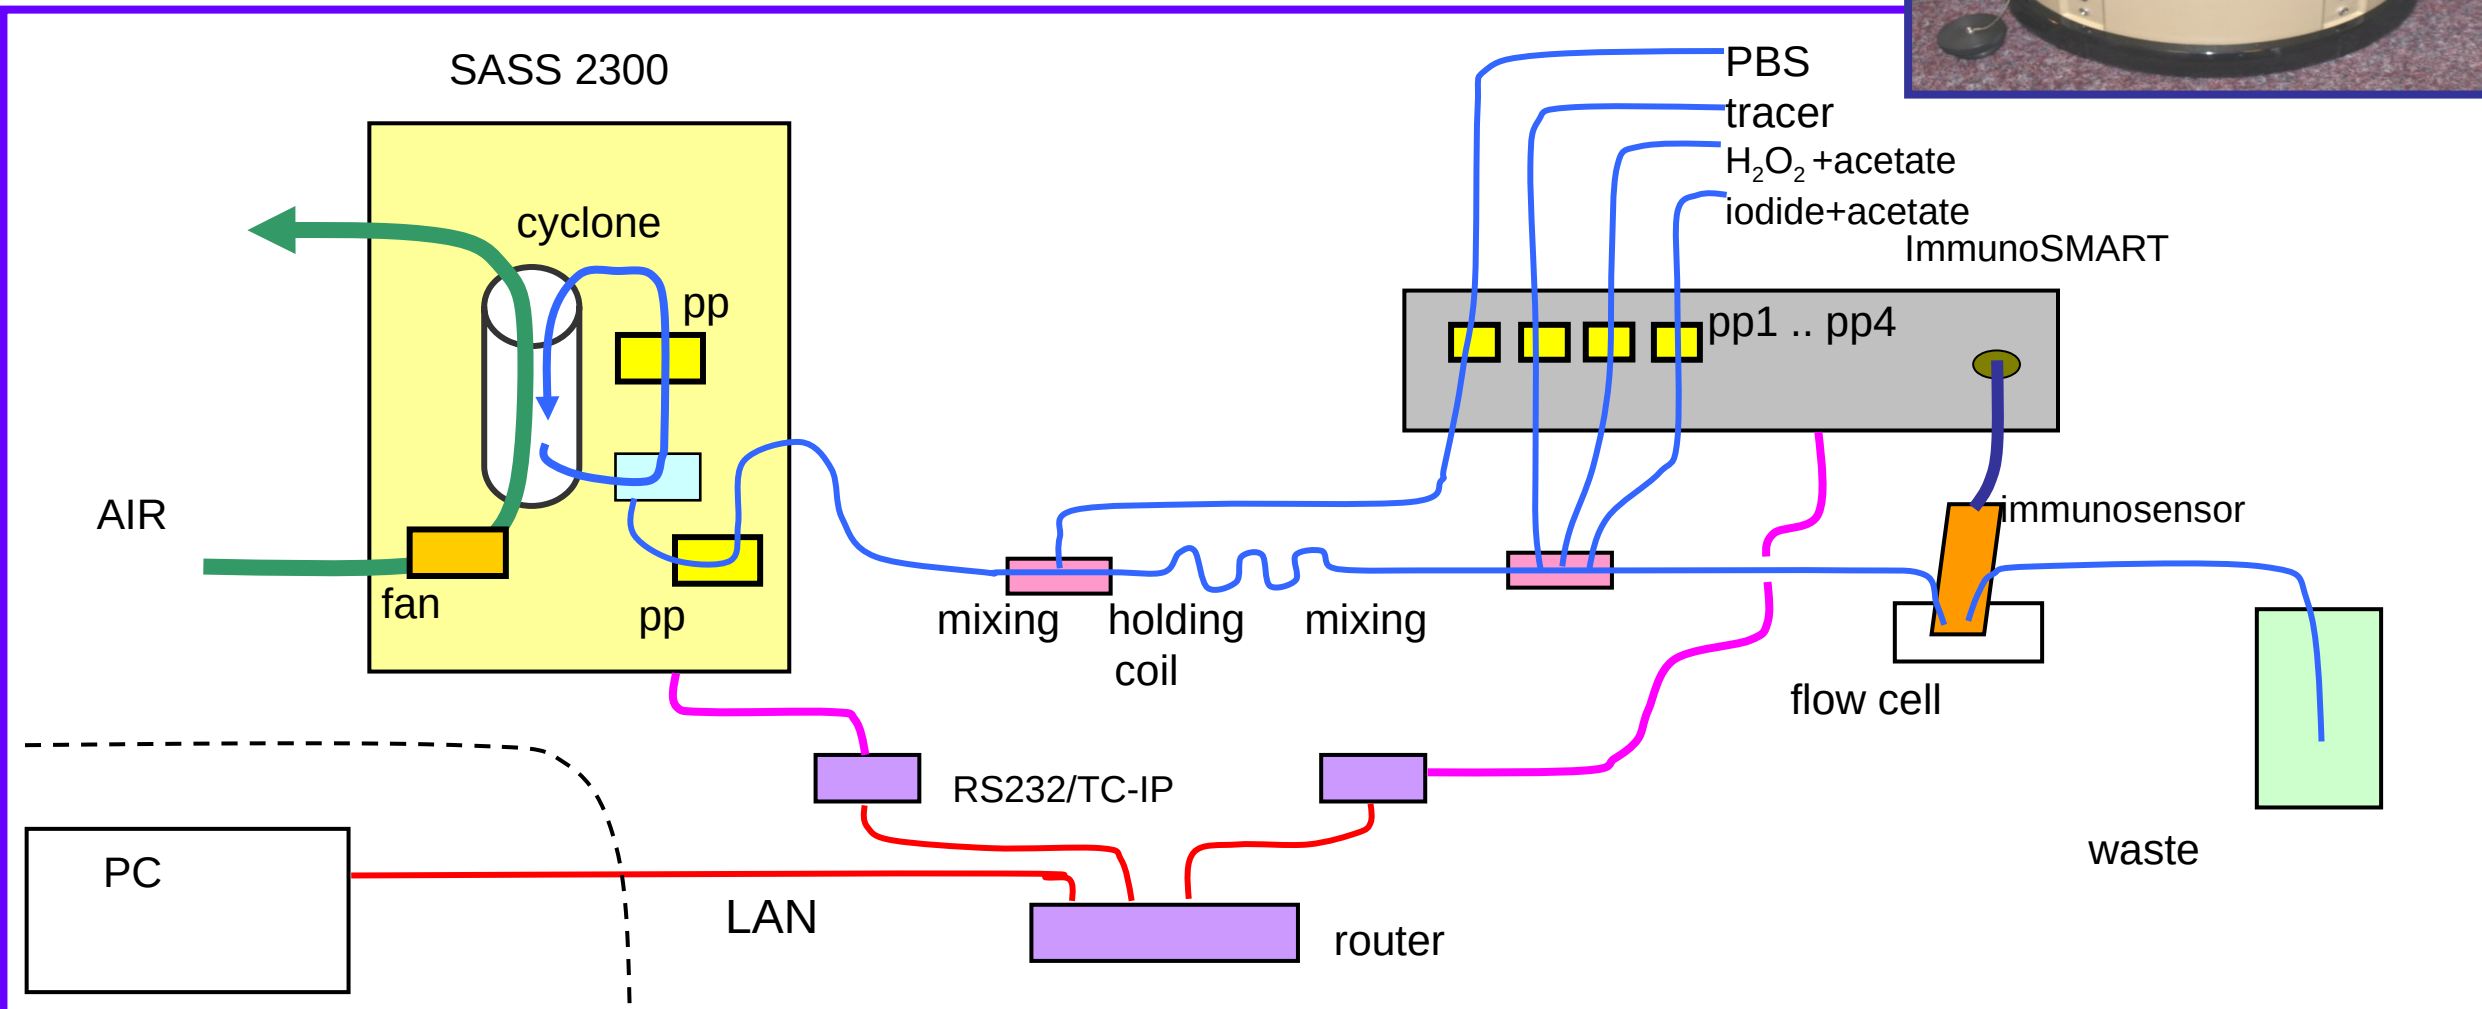 SASS 2300
PBS
tracer
H₂O₂ +acetate
iodide+acetate
ImmunoSMART
cyclone
pp
pp1 .. pp4
AIR
immunosensor
fan
pp
mixing
holding
coil
mixing
flow cell
RS232/TC-IP
waste
PC
LAN
router